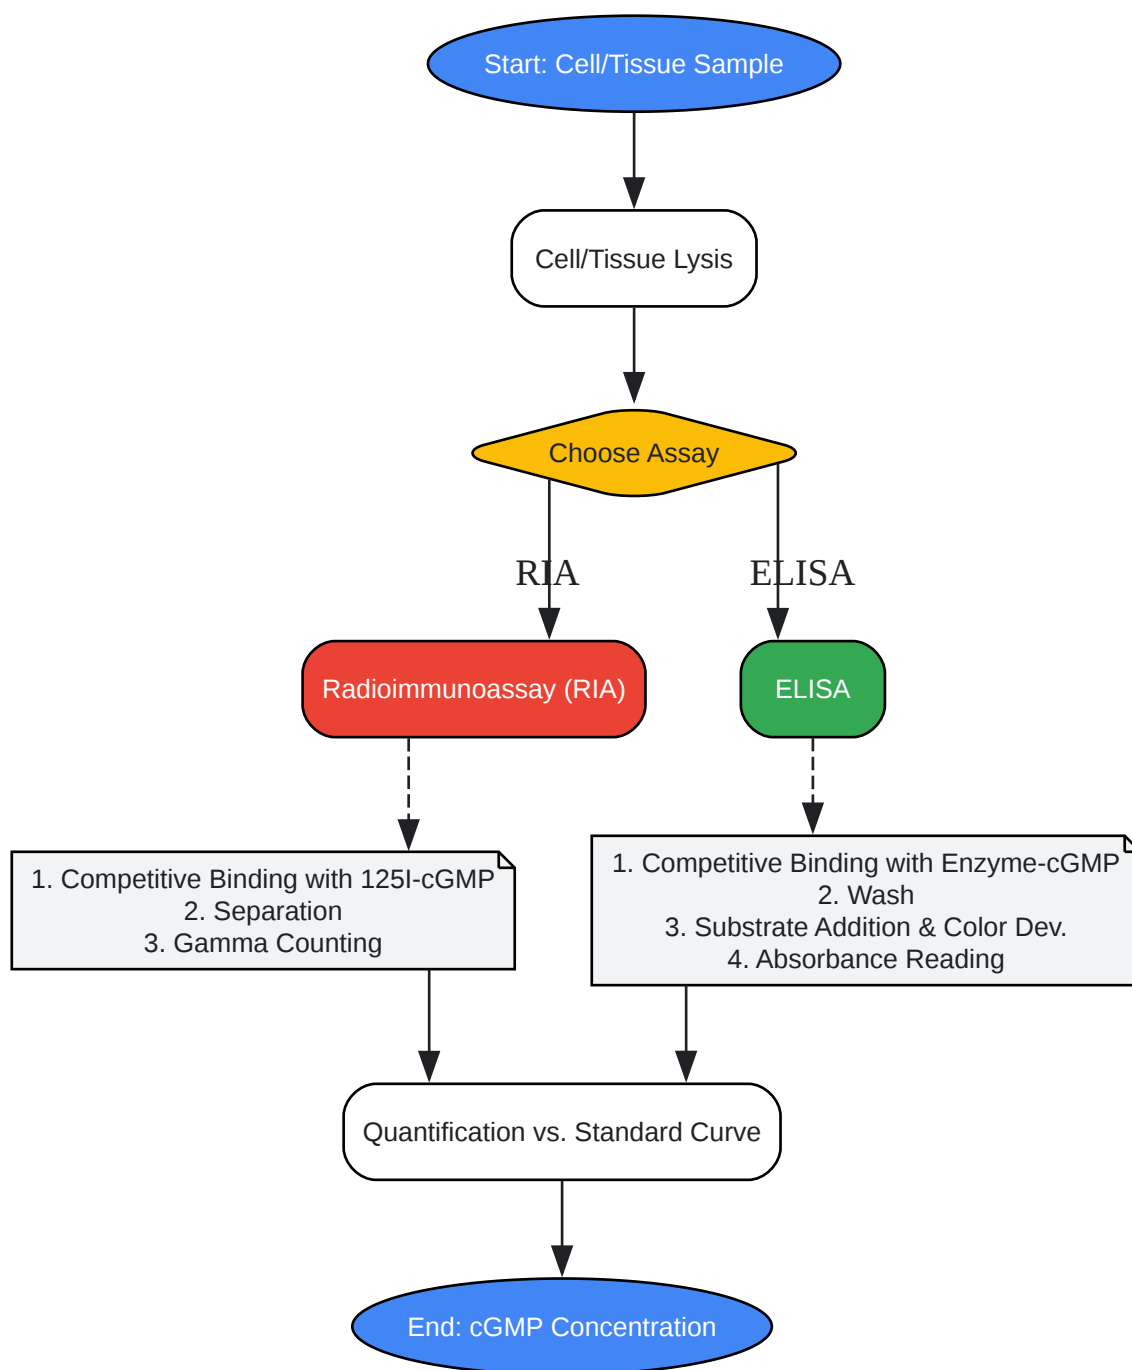 Start: Cell/Tissue Sample
Cell/Tissue Lysis
Choose Assay
RIA
ELISA
Radioimmunoassay (RIA)
ELISA
1. Competitive Binding with 125I-cGMP
2. Separation
3. Gamma Counting
1. Competitive Binding with Enzyme-cGMP
2. Wash
3. Substrate Addition & Color Dev.
4. Absorbance Reading
Quantification vs. Standard Curve
End: cGMP Concentration